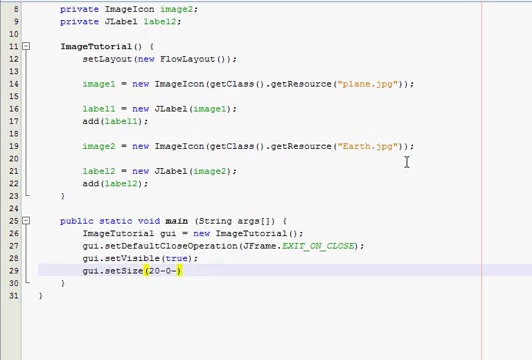 8 private ImageIcon image2;
9 private JLabel label2;
10
11 ImageTutorial() {
12 setLayout(new FlowLayout());
13
14 image1 = new ImageIcon(getClass().getResource("plane.jpg"));
15
16 label1 = new JLabel(image1);
17 add(label1);
18
19 image2 = new ImageIcon(getClass().getResource("Earth.jpg"));
20
21 label2 = new JLabel(image2);
22 add(label2);
23 }
24
25 public static void main (String args[]) {
26 ImageTutorial gui = new ImageTutorial();
27 gui.setDefaultCloseOperation(JFrame.EXIT_ON_CLOSE);
28 gui.setVisible(true);
29 gui.setSize(20-0-)
30 }
31 }